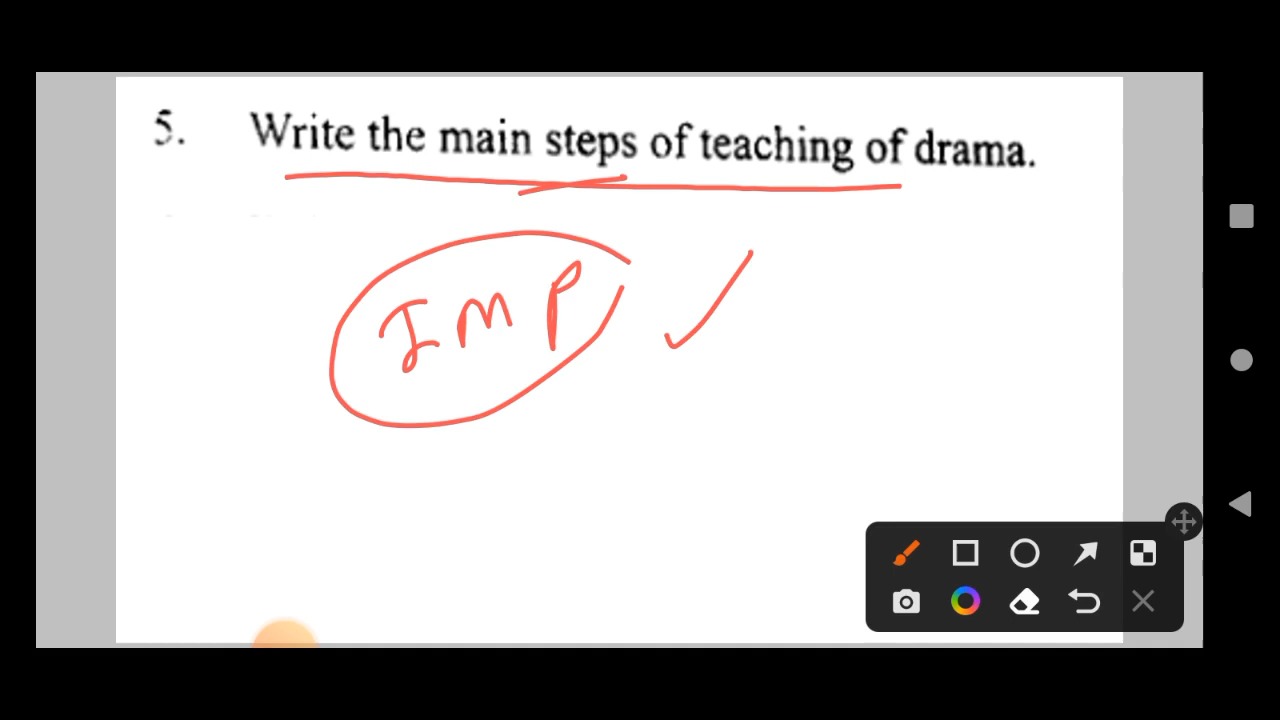 5. Write the main steps of teaching of drama.
IMP